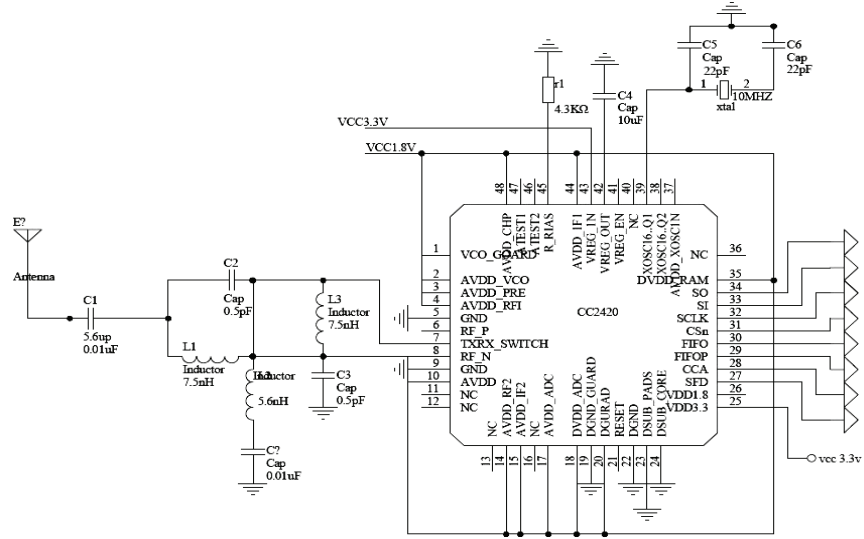 C5
Cap
22pF
C6
Cap
22pF
1
2
10MHZ
xtal
r1
4.3KΩ
C4
Cap
10uF
VCC3.3V
VCC1.8V
48
47
46
45
44
43
42
41
40
39
38
37
AVDD_CHP
ATEST1
ATEST2
R_RIAS
AVDD_IF1
VREG_IN
VREG_OUT
VREG_EN
NC
XOSC16_Q1
XOSC16_Q2
AVDD_XOSC1N
E?
Antenna
C1
5.6up
0.01uF
C2
Cap
0.5pF
L1
Inductor
7.5nH
Inductor
5.6nH
C?
Cap
0.01uF
L3
Inductor
7.5nH
C3
Cap
0.5pF
1 VCO_GUARD
2 AVDD_VCO
3 AVDD_PRE
4 AVDD_RFI
5 GND
6 RF_P
7 TXRX_SWITCH
8 RF_N
9 GND
10 AVDD
11 NC
12 NC
CC2420
NC 36
DVDD_RAM 35
SO 34
SI 33
SCLK 32
CSn 31
FIFO 30
FIFOP 29
CCA 28
SFD 27
VDD1.8 26
VDD3.3 25
vcc 3.3v
NC
AVDD_RF2
AVDD_IF2
NC
AVDD_ADC
DVDD_ADC
DGND_GUARD
DGURAD
RESET
DGND
DSUB_PADS
DSUB_CORE
13
14
15
16
17
18
19
20
21
22
23
24